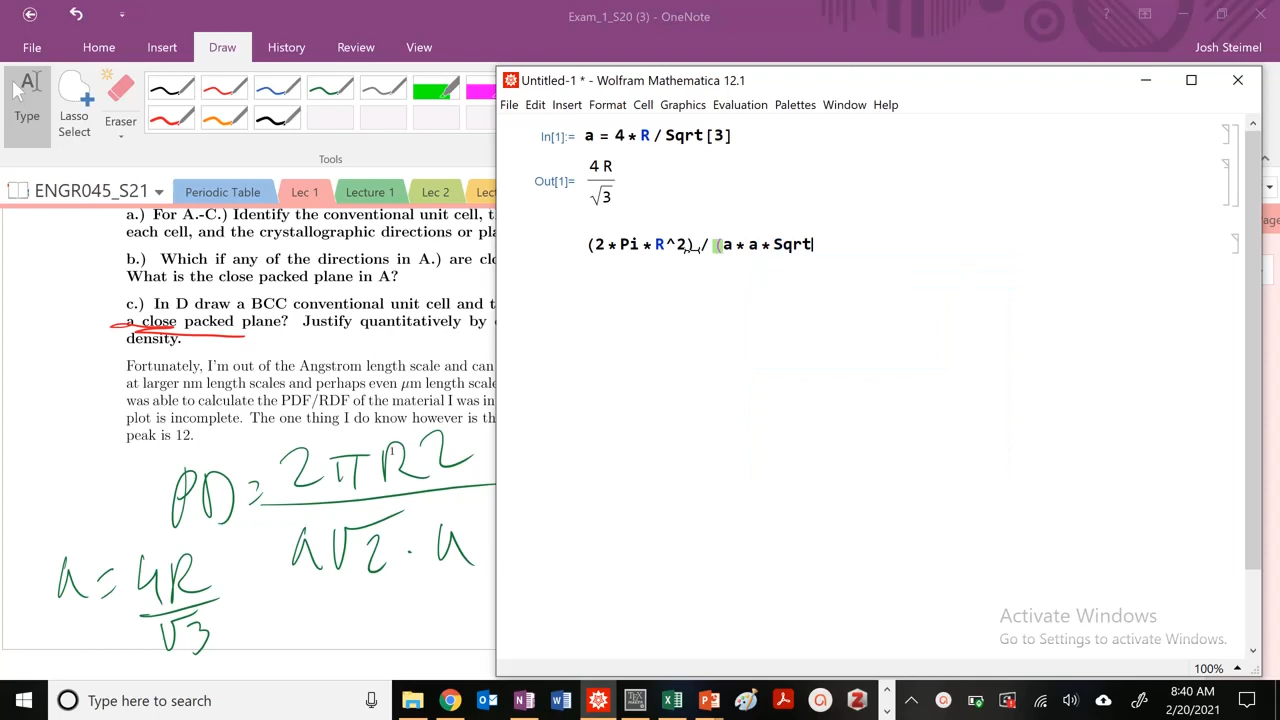 Exam_1_S20 (3) - OneNote
File Home Insert Draw History Review View Josh Steimel
Type
Lasso Select
Eraser
Tools
ENGR045_S21
Periodic Table Lec 1 Lecture 1 Lec 2 Lect
a.) For A.-C.) Identify the conventional unit cell, t
each cell, and the crystallographic directions or pla
b.) Which if any of the directions in A.) are clo
What is the close packed plane in A?
c.) In D draw a BCC conventional unit cell and t
a close packed plane? Justify quantitatively by
density.
Fortunately, I'm out of the Angstrom length scale and can
at larger nm length scales and perhaps even μm length scale
was able to calculate the PDF/RDF of the material I was in
plot is incomplete. The one thing I do know however is th
peak is 12.
PD = 2πR2
a√2 · a
a = 4R
√3
Untitled-1 * - Wolfram Mathematica 12.1
File Edit Insert Format Cell Graphics Evaluation Palettes Window Help
In[1]:= a = 4*R/Sqrt[3]
Out[1]= 4 R
√3
(2*Pi*R^2)/(a*a*Sqrt
Activate Windows
Go to Settings to activate Windows.
100%
Type here to search
8:40 AM
2/20/2021